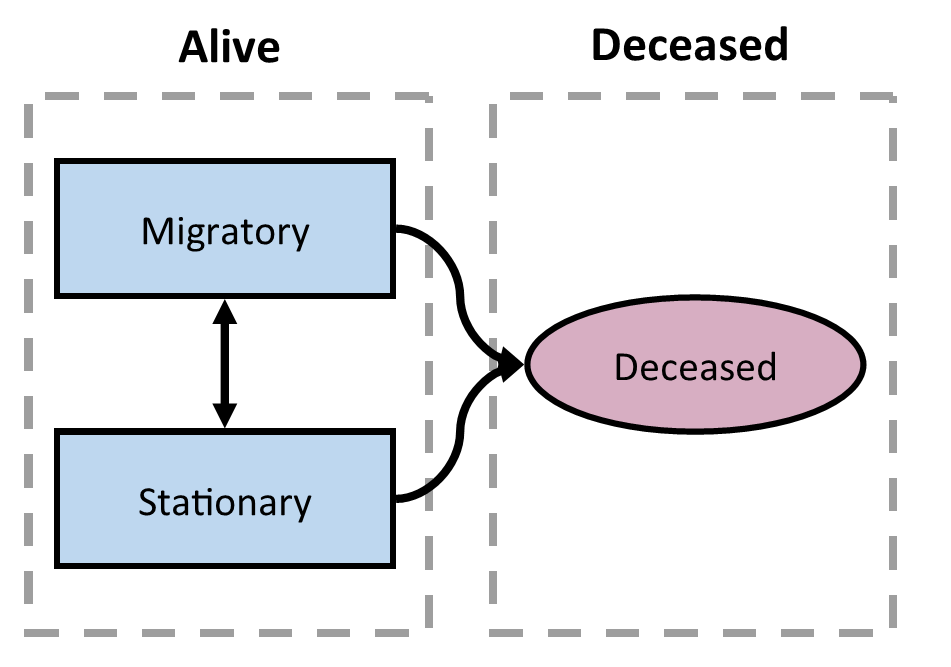 Alive
Deceased
Migratory
Deceased
Stationary